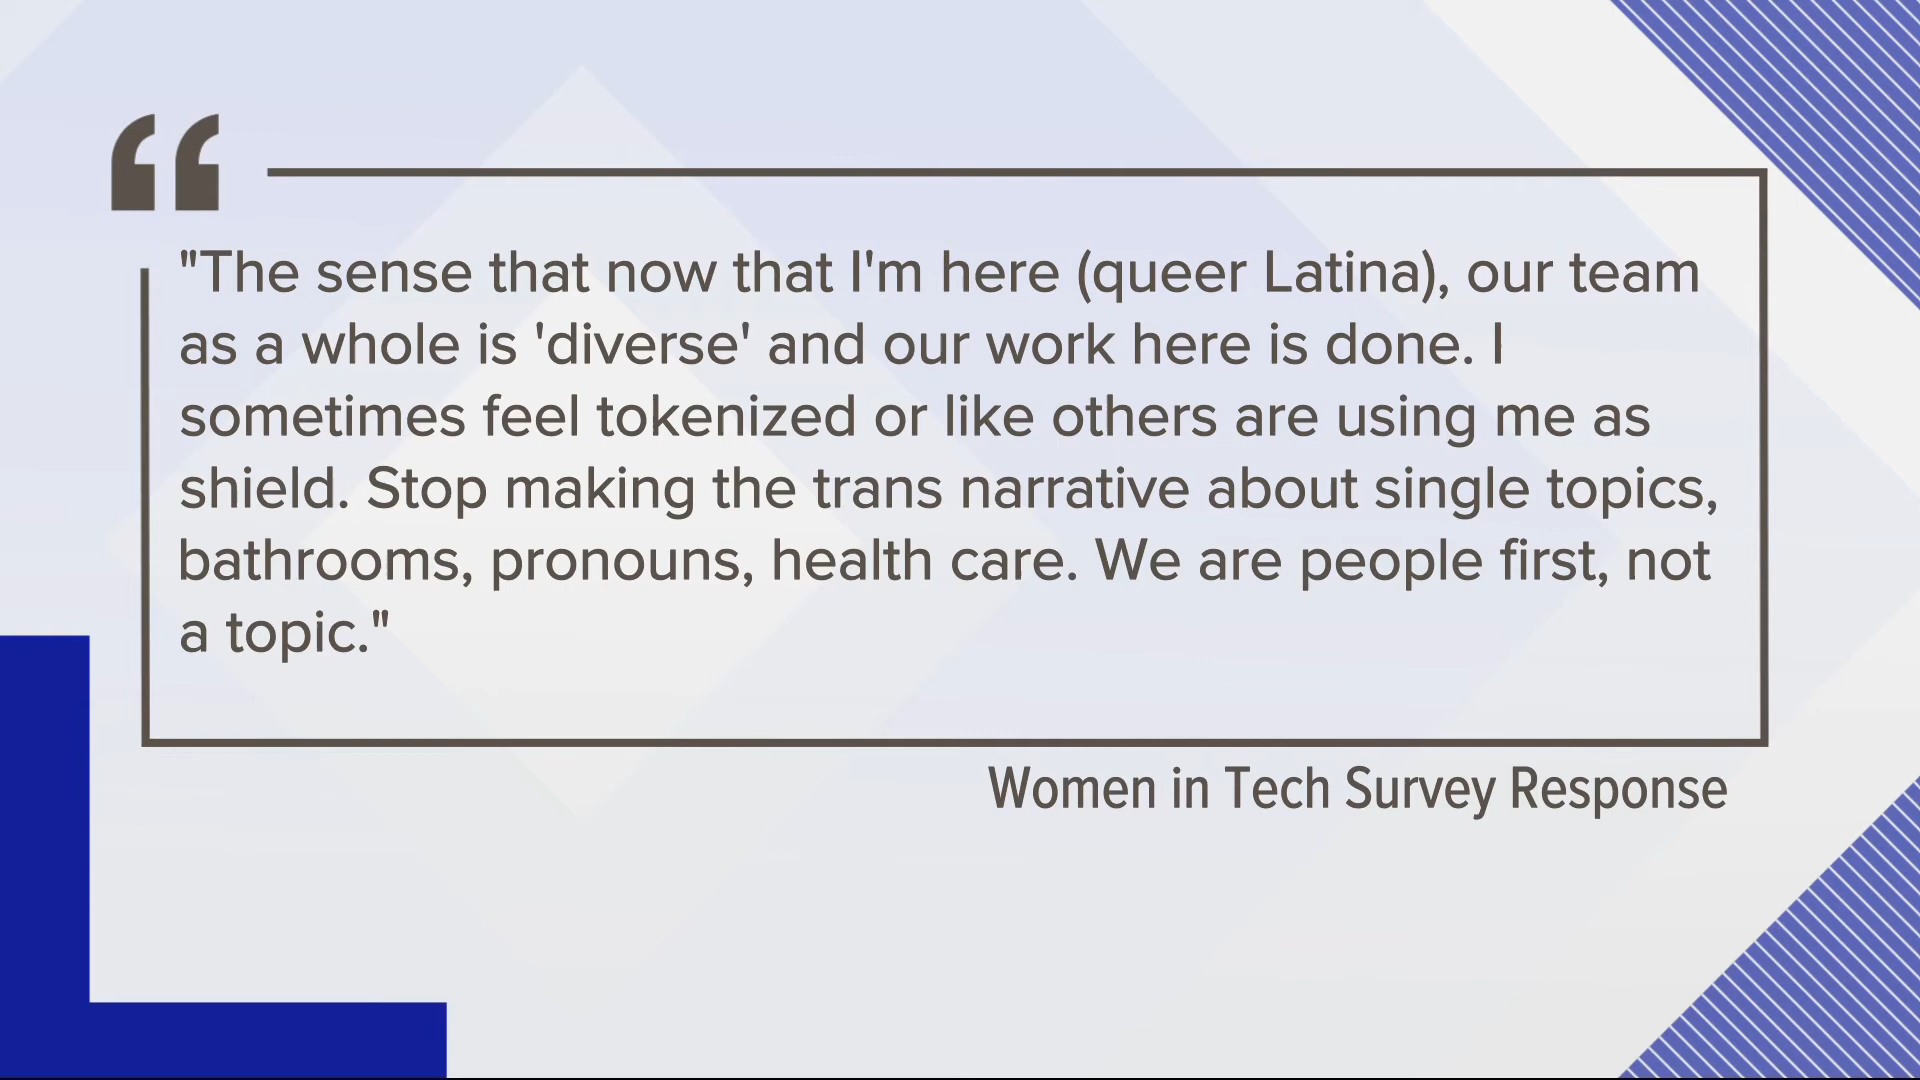 "The sense that now that I'm here (queer Latina), our team
as a whole is 'diverse' and our work here is done. I
sometimes feel tokenized or like others are using me as
shield. Stop making the trans narrative about single topics,
bathrooms, pronouns, health care. We are people first, not
a topic."
Women in Tech Survey Response